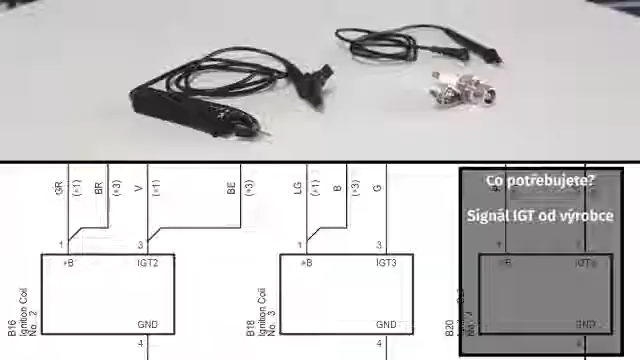 GR
(*1)
BR
(*3)
V
(*1)
BE
(*3)
LG
(*1)
B
(*3)
G
Co potřebujete?
Signál IGT od výrobce
1
3
1
3
1
+B
IGT2
+B
IGT3
+B
B16
Ignition Coil
No. 2
B18
Ignition Coil
No. 3
B20
GND
GND
GND
4
4
4